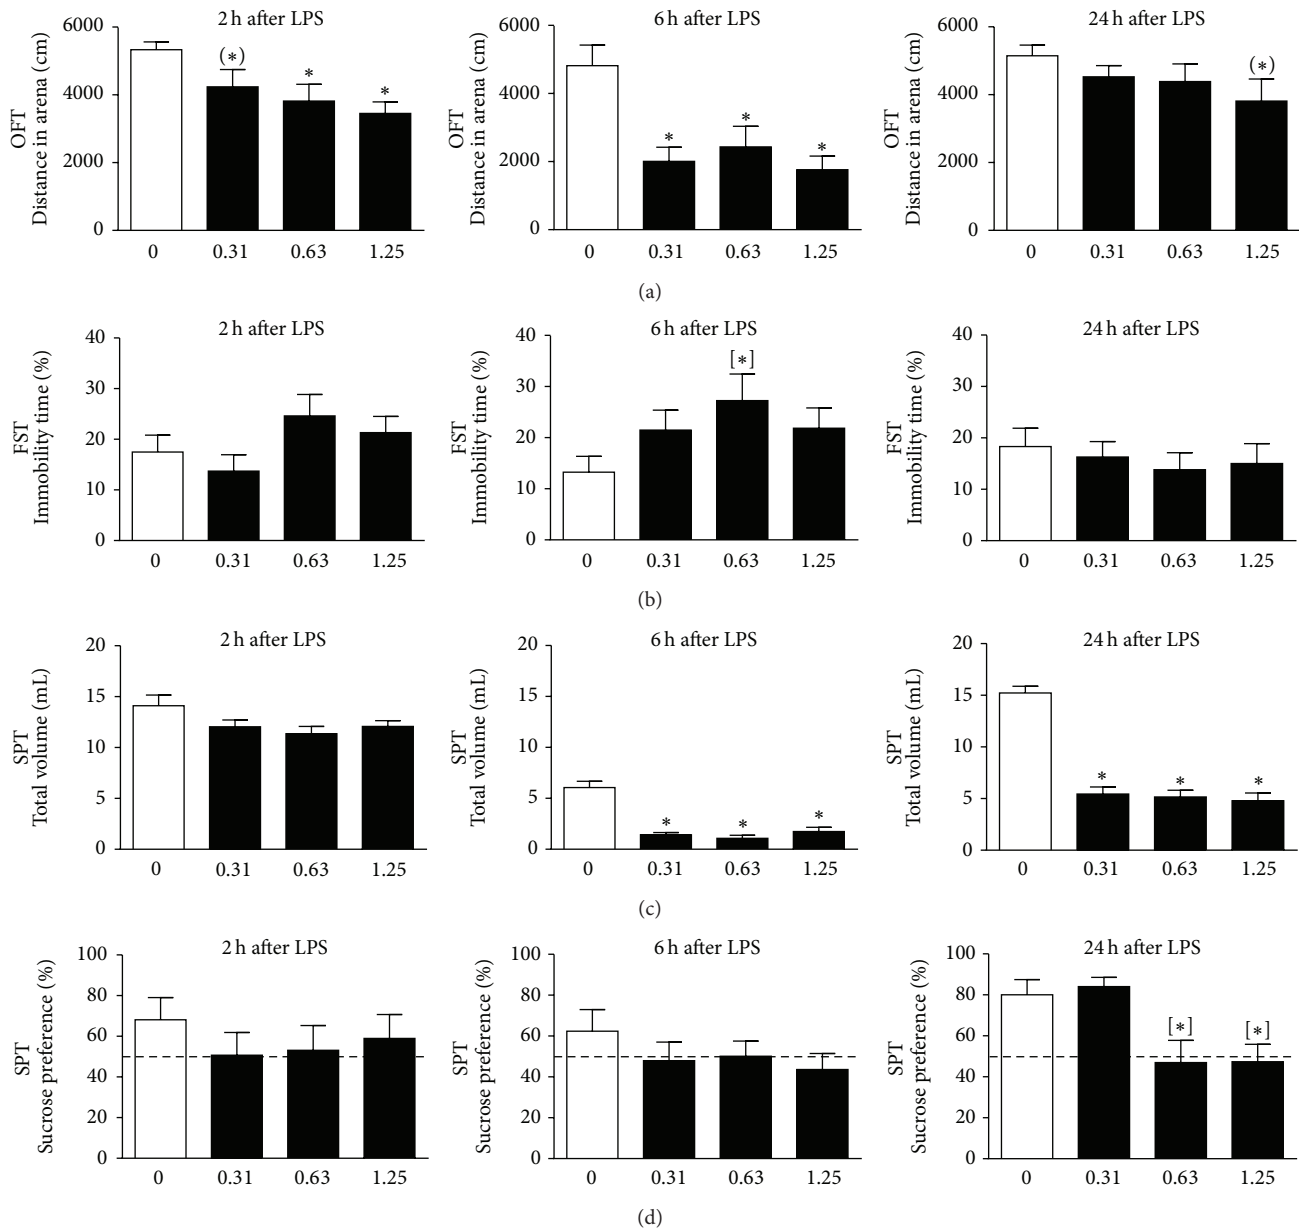 2 h after LPS
OFT
Distance in arena (cm)
6000
4000
2000
0
(*)
*
*
0 0.31 0.63 1.25
6 h after LPS
OFT
Distance in arena (cm)
6000
4000
2000
0
*
*
*
0 0.31 0.63 1.25
24 h after LPS
OFT
Distance in arena (cm)
6000
4000
2000
0
(*)
0 0.31 0.63 1.25
(a)
2 h after LPS
FST
Immobility time (%)
40
30
20
10
0
0 0.31 0.63 1.25
6 h after LPS
FST
Immobility time (%)
40
30
20
10
0
[*]
0 0.31 0.63 1.25
24 h after LPS
FST
Immobility time (%)
40
30
20
10
0
0 0.31 0.63 1.25
(b)
2 h after LPS
SPT
Total volume (mL)
20
15
10
5
0
0 0.31 0.63 1.25
6 h after LPS
SPT
Total volume (mL)
20
15
10
5
0
* * *
0 0.31 0.63 1.25
24 h after LPS
SPT
Total volume (mL)
20
15
10
5
0
* * *
0 0.31 0.63 1.25
(c)
2 h after LPS
SPT
Sucrose preference (%)
100
80
60
40
20
0
0 0.31 0.63 1.25
6 h after LPS
SPT
Sucrose preference (%)
100
80
60
40
20
0
0 0.31 0.63 1.25
24 h after LPS
SPT
Sucrose preference (%)
100
80
60
40
20
0
[*] [*]
0 0.31 0.63 1.25
(d)